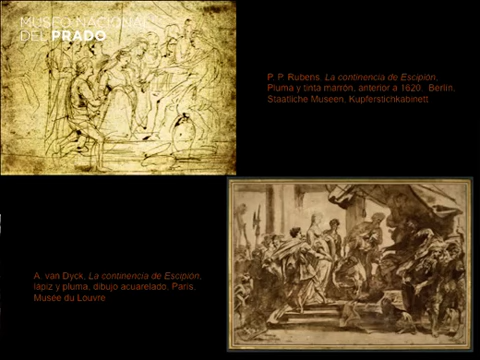 MUSEO NACIONAL
DEL PRADO
P. P. Rubens. La continencia de Escipión,
Pluma y tinta marrón, anterior a 1620. Berlín,
Staatliche Museen, Kupferstichkabinett
A. van Dyck, La continencia de Escipión,
lápiz y pluma, dibujo acuarelado, París.
Musée du Louvre